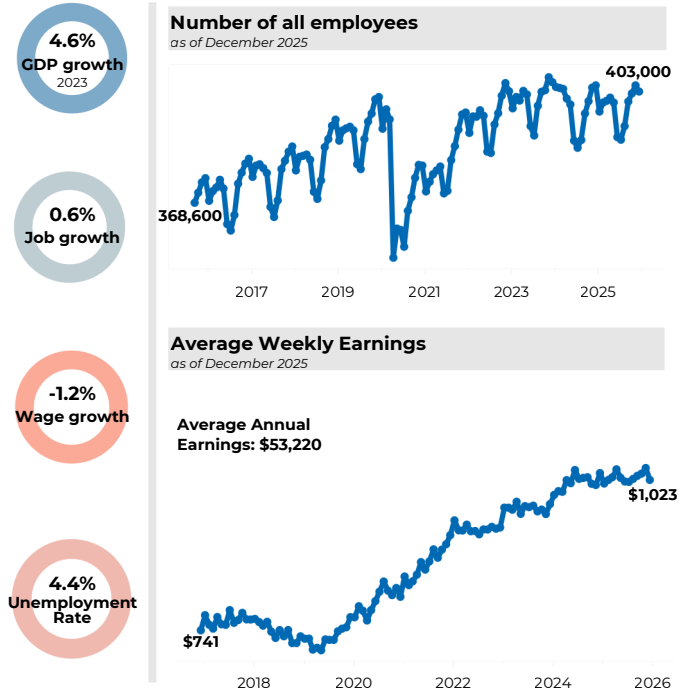 4.6%
GDP growth
2023
0.6%
Job growth
-1.2%
Wage growth
4.4%
Unemployment
Rate
Number of all employees
as of December 2025
403,000
368,600
2017 2019 2021 2023 2025
Average Weekly Earnings
as of December 2025
Average Annual
Earnings: $53,220
$1,023
$741
2018 2020 2022 2024 2026